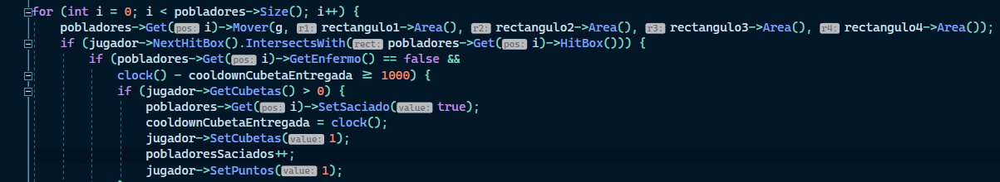 for (int i = 0; i < pobladores->Size(); i++) {
pobladores->Get(pos: i)->Mover(g, r1: rectangulo1->Area(), r2: rectangulo2->Area(), r3: rectangulo3->Area(), r4: rectangulo4->Area());
if (jugador->NextHitBox().IntersectsWith(rect: pobladores->Get(pos: i)->HitBox())) {
if (pobladores->Get(pos: i)->GetEnfermo() == false &&
clock() - cooldownCubetaEntregada ≥ 1000) {
if (jugador->GetCubetas() > 0) {
pobladores->Get(pos: i)->SetSaciado(value: true);
cooldownCubetaEntregada = clock();
jugador->SetCubetas(value: 1);
pobladoresSaciados++;
jugador->SetPuntos(value: 1);